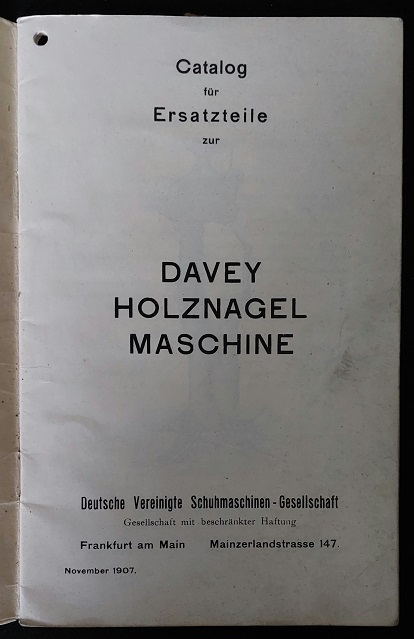 Catalog
für
Ersatzteile
zur
DAVEY
HOLZNAGEL
MASCHINE
Deutsche Vereinigte Schuhmaschinen-Gesellschaft
Gesellschaft mit beschränkter Haftung
Frankfurt am Main Mainzerlandstrasse 147.
November 1907.